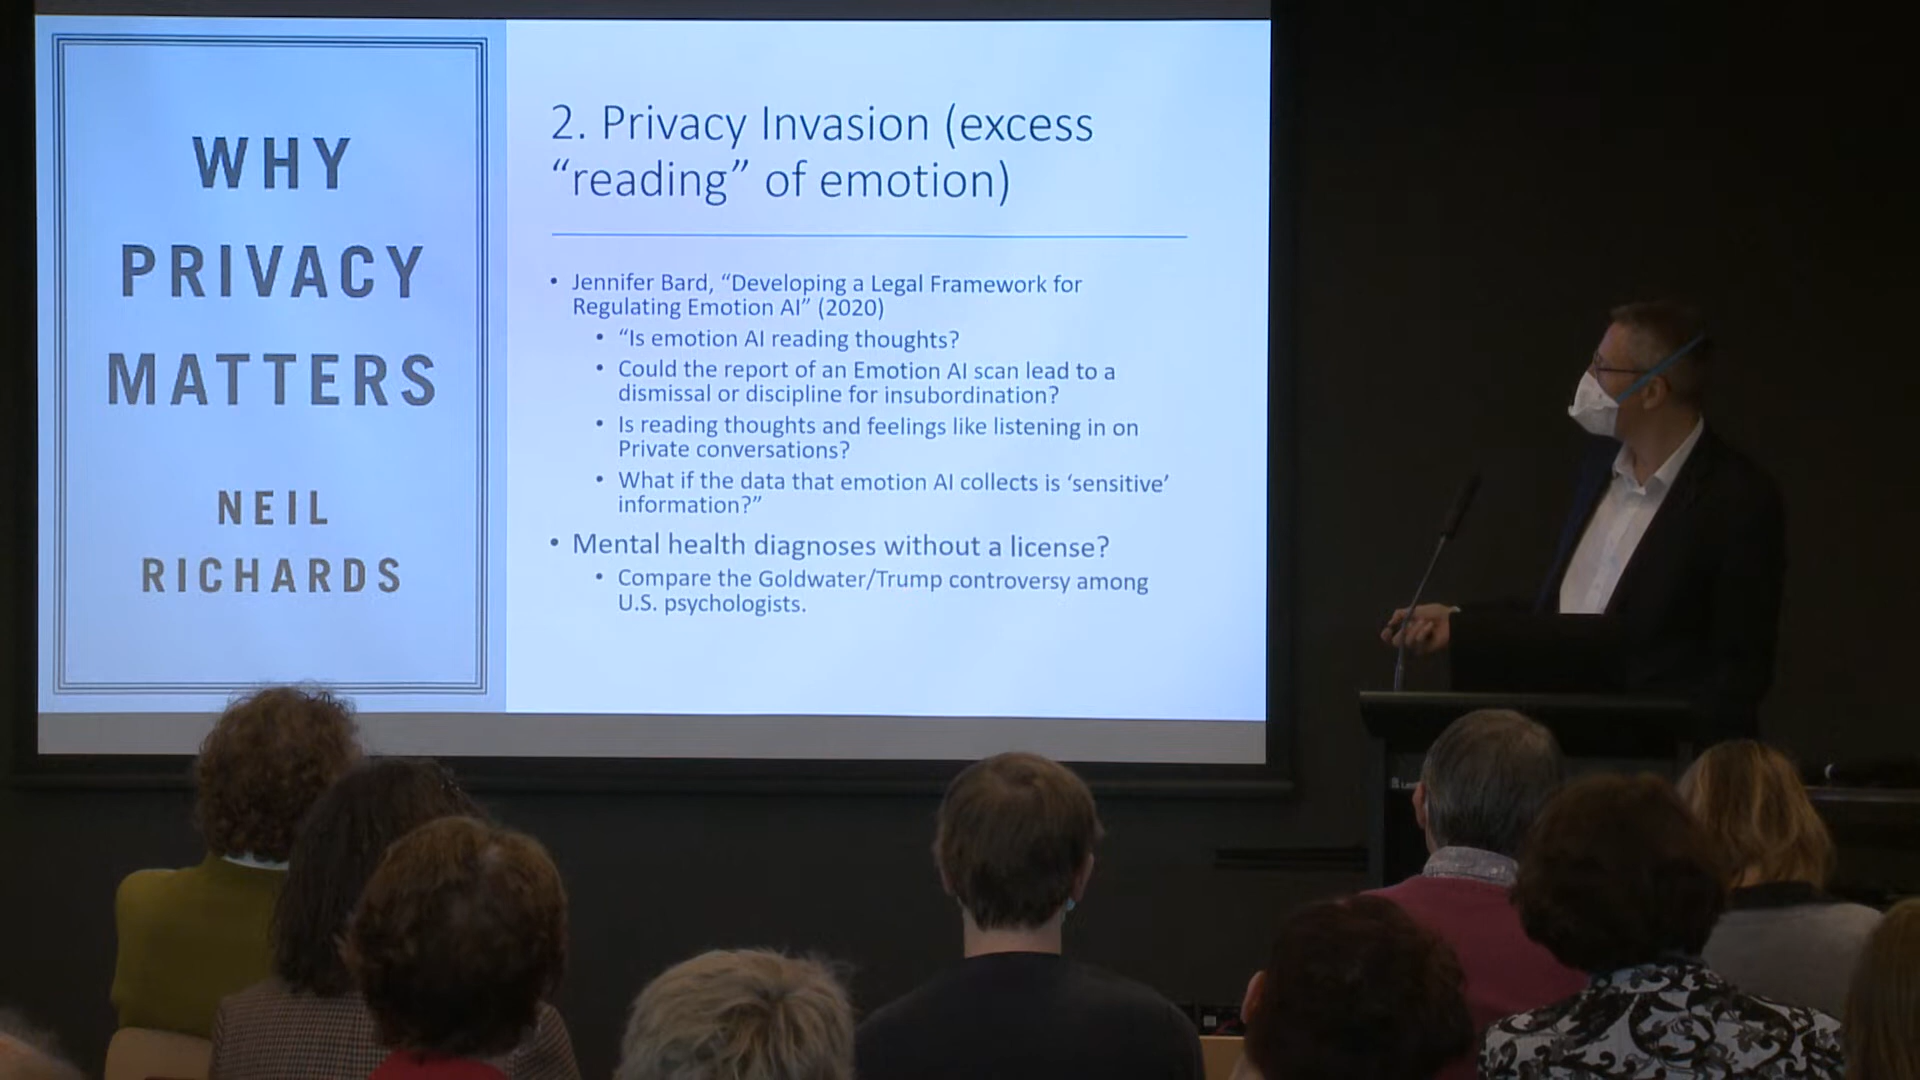 WHY
PRIVACY
MATTERS
NEIL
RICHARDS
2. Privacy Invasion (excess
“reading” of emotion)
• Jennifer Bard, “Developing a Legal Framework for
Regulating Emotion AI” (2020)
• “Is emotion AI reading thoughts?
• Could the report of an Emotion AI scan lead to a
dismissal or discipline for insubordination?
• Is reading thoughts and feelings like listening in on
Private conversations?
• What if the data that emotion AI collects is ‘sensitive’
information?”
• Mental health diagnoses without a license?
• Compare the Goldwater/Trump controversy among
U.S. psychologists.